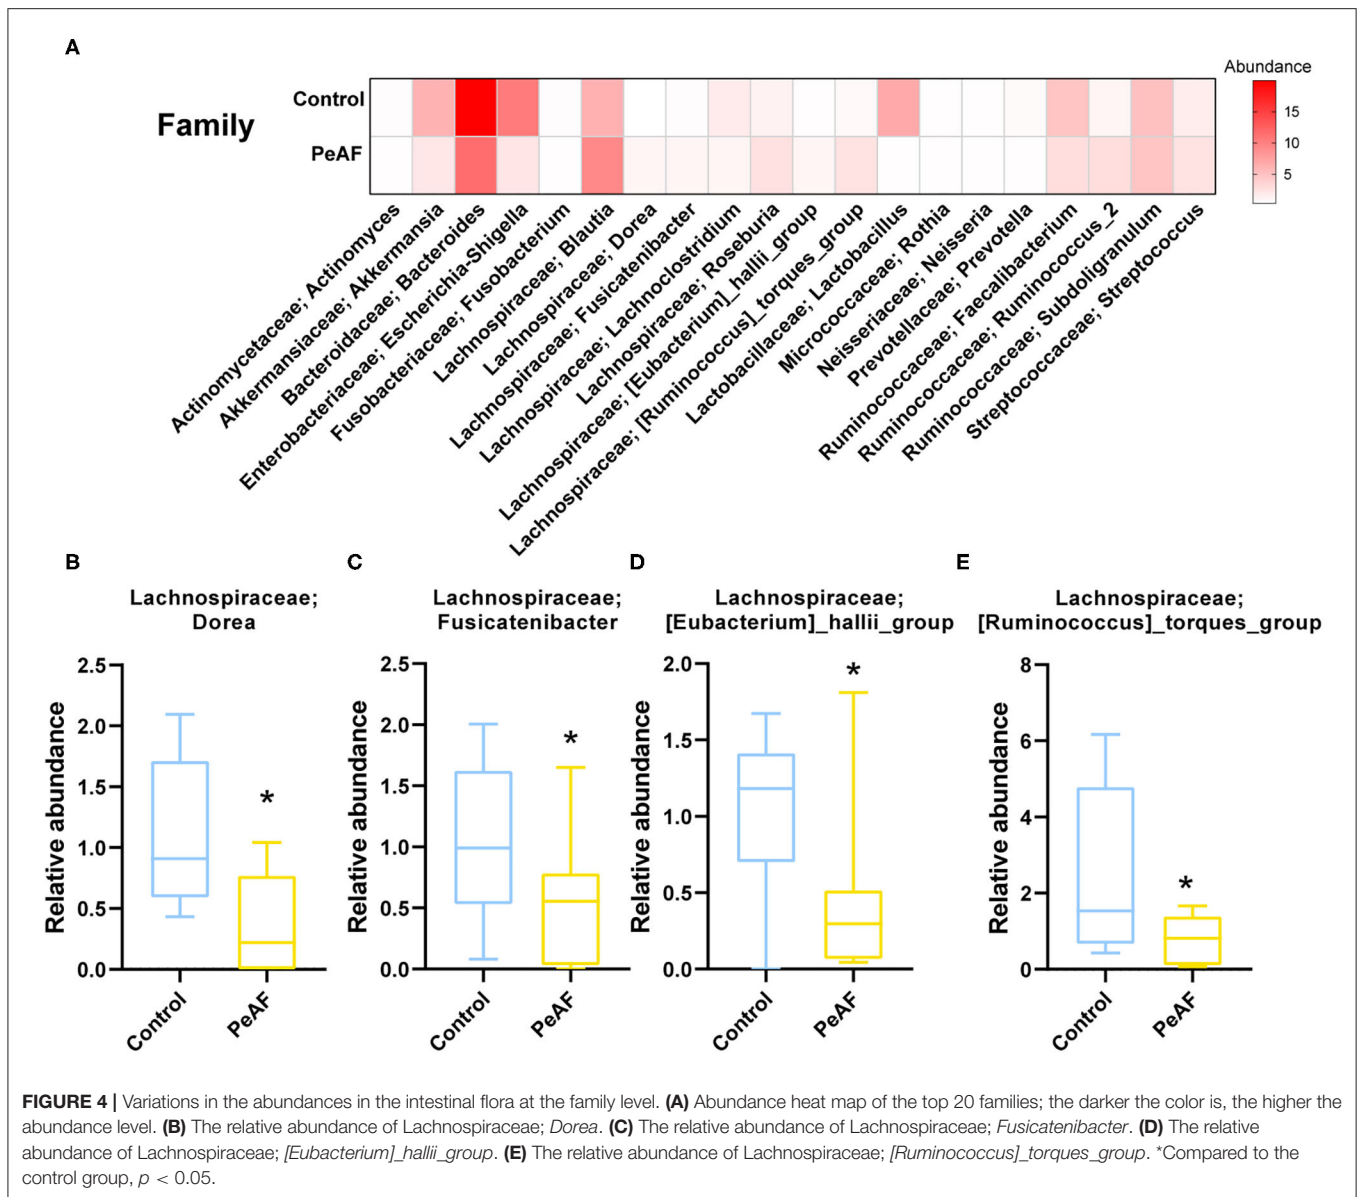 A
Abundance
Family
Control
PeAF
15
10
5
Actinomycetaceae; Actinomyces
Akkermansiaceae; Akkermansia
Bacteroidaceae; Bacteroides
Enterobacteriaceae; Escherichia-Shigella
Fusobacteriaceae; Fusobacterium
Lachnospiraceae; Blautia
Lachnospiraceae; Dorea
Lachnospiraceae; Fusicatenibacter
Lachnospiraceae; Lachnoclostridium
Lachnospiraceae; Roseburia
Lachnospiraceae; [Eubacterium]_hallii_group
Lachnospiraceae; [Ruminococcus]_torques_group
Lactobacillaceae; Lactobacillus
Micrococcaceae; Rothia
Neisseriaceae; Neisseria
Prevotellaceae; Prevotella
Ruminococcaceae; Faecalibacterium
Ruminococcaceae; Ruminococcus_2
Ruminococcaceae; Subdoligranulum
Streptococcaceae; Streptococcus
B
Lachnospiraceae;
Dorea
Relative abundance
2.5
2.0
1.5
1.0
0.5
0.0
*
Control
PeAF
C
Lachnospiraceae;
Fusicatenibacter
Relative abundance
2.5
2.0
1.5
1.0
0.5
0.0
*
Control
PeAF
D
Lachnospiraceae;
[Eubacterium]_hallii_group
Relative abundance
2.0
1.5
1.0
0.5
0.0
*
Control
PeAF
E
Lachnospiraceae;
[Ruminococcus]_torques_group
Relative abundance
8
6
4
2
0
*
Control
PeAF
FIGURE 4 | Variations in the abundances in the intestinal flora at the family level. (A) Abundance heat map of the top 20 families; the darker the color is, the higher the
abundance level. (B) The relative abundance of Lachnospiraceae; Dorea. (C) The relative abundance of Lachnospiraceae; Fusicatenibacter. (D) The relative
abundance of Lachnospiraceae; [Eubacterium]_hallii_group. (E) The relative abundance of Lachnospiraceae; [Ruminococcus]_torques_group. *Compared to the
control group, p < 0.05.